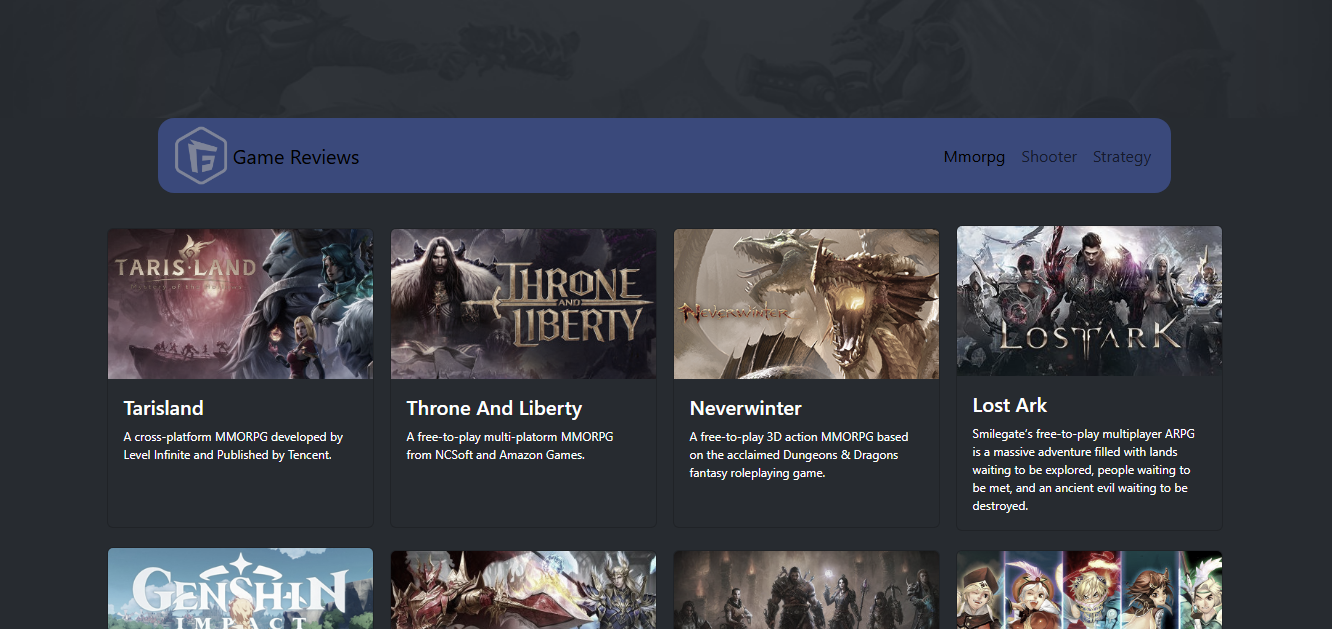 Game Reviews
Mmorpg Shooter Strategy
TARISLAND
THRONE
AND
LIBERTY
NEVERWINTER
LOST ARK
Tarisland
A cross-platform MMORPG developed by
Level Infinite and Published by Tencent.
Throne And Liberty
A free-to-play multi-platorm MMORPG
from NCSoft and Amazon Games.
Neverwinter
A free-to-play 3D action MMORPG based
on the acclaimed Dungeons & Dragons
fantasy roleplaying game.
Lost Ark
Smilegate's free-to-play multiplayer ARPG
is a massive adventure filled with lands
waiting to be explored, people waiting to
be met, and an ancient evil waiting to be
destroyed.
GENSHIN
IMPACT